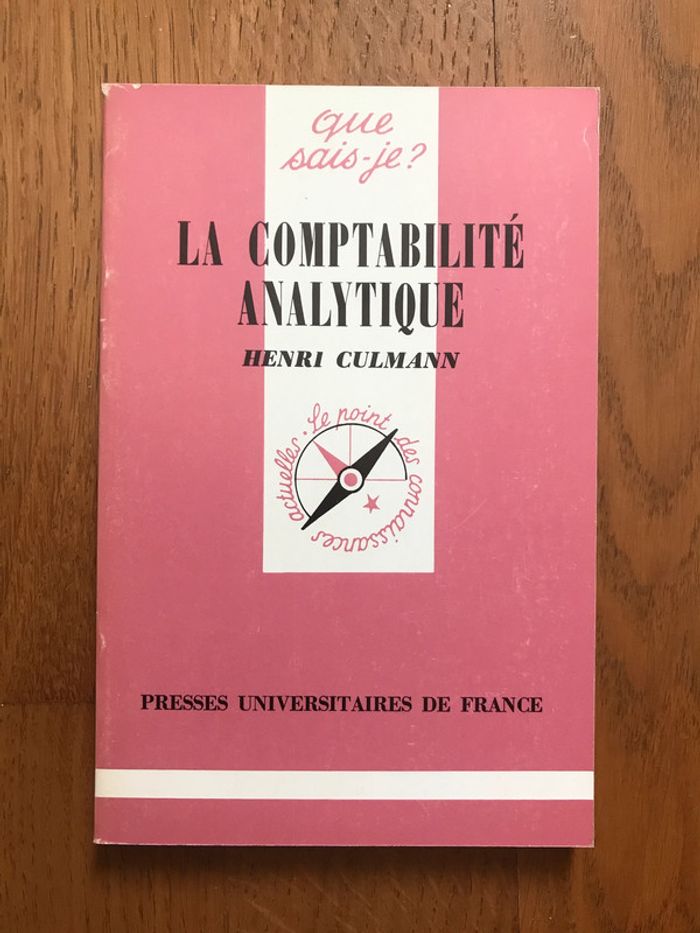 que
sais-je?
LA COMPTABILITÉ
ANALYTIQUE
HENRI CULMANN
le point des connaissances actuelles.
PRESSES UNIVERSITAIRES DE FRANCE